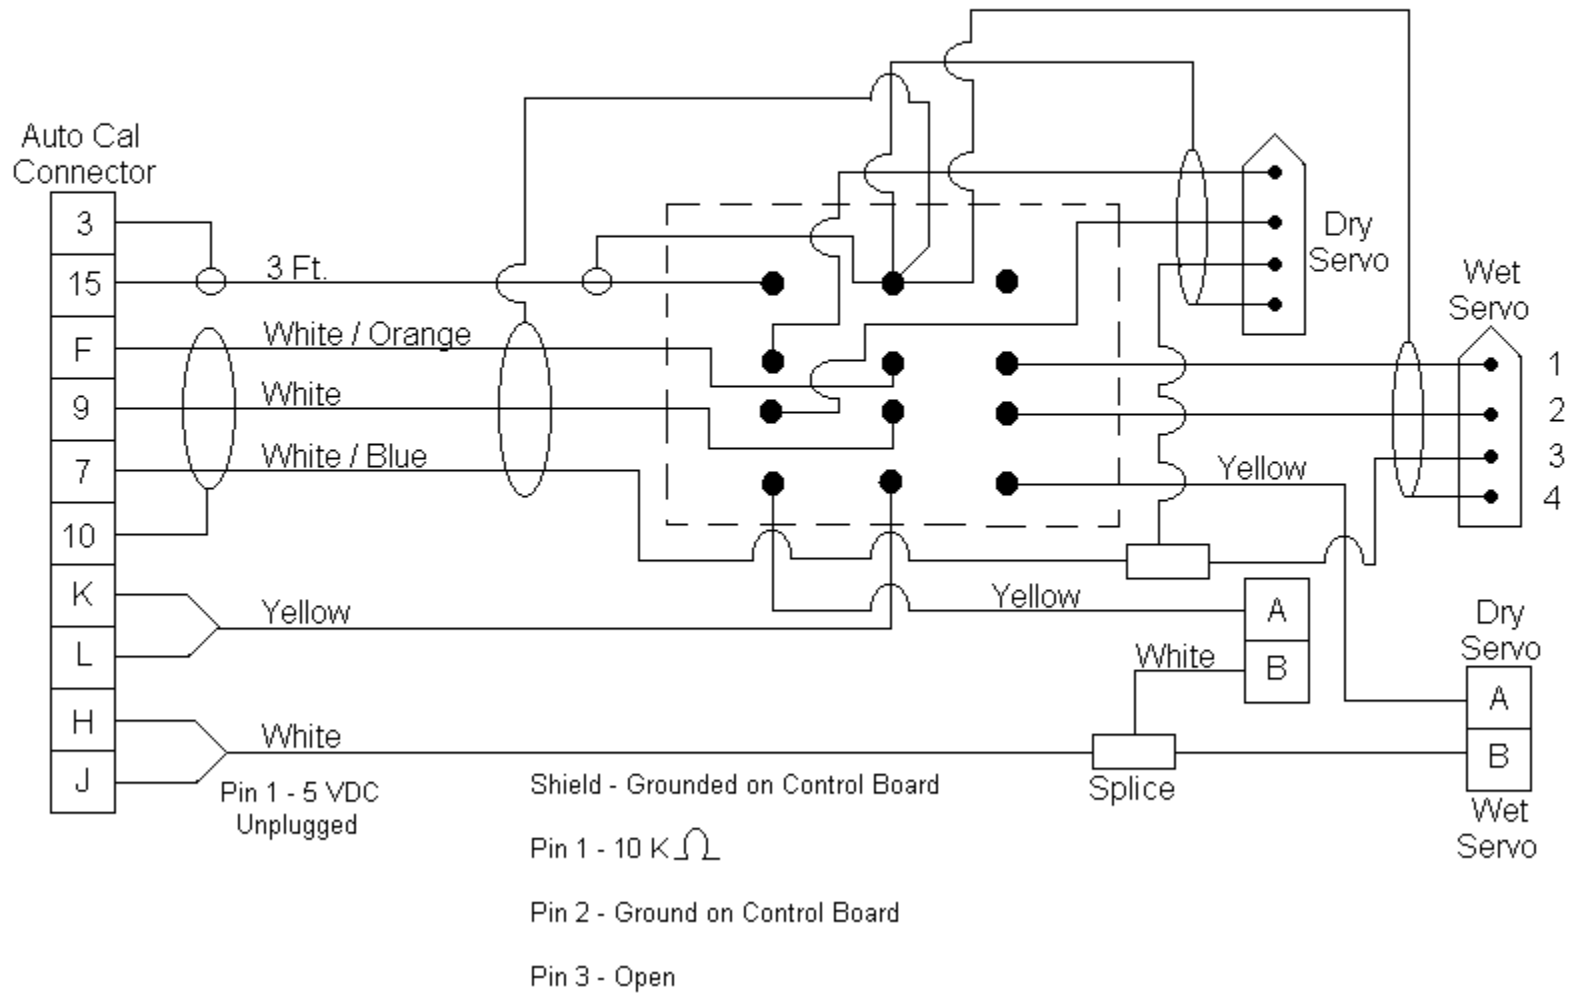 Auto Cal
Connector
3
15
F
9
7
10
K
L
H
J
3 Ft.
White / Orange
White
White / Blue
Yellow
White
Pin 1 - 5 VDC
Unplugged
Dry
Servo
Wet
Servo
1
2
3
4
Yellow
Yellow
A
B
White
Splice
Dry
Servo
A
B
Wet
Servo
Shield - Grounded on Control Board
Pin 1 - 10 K Ω
Pin 2 - Ground on Control Board
Pin 3 - Open